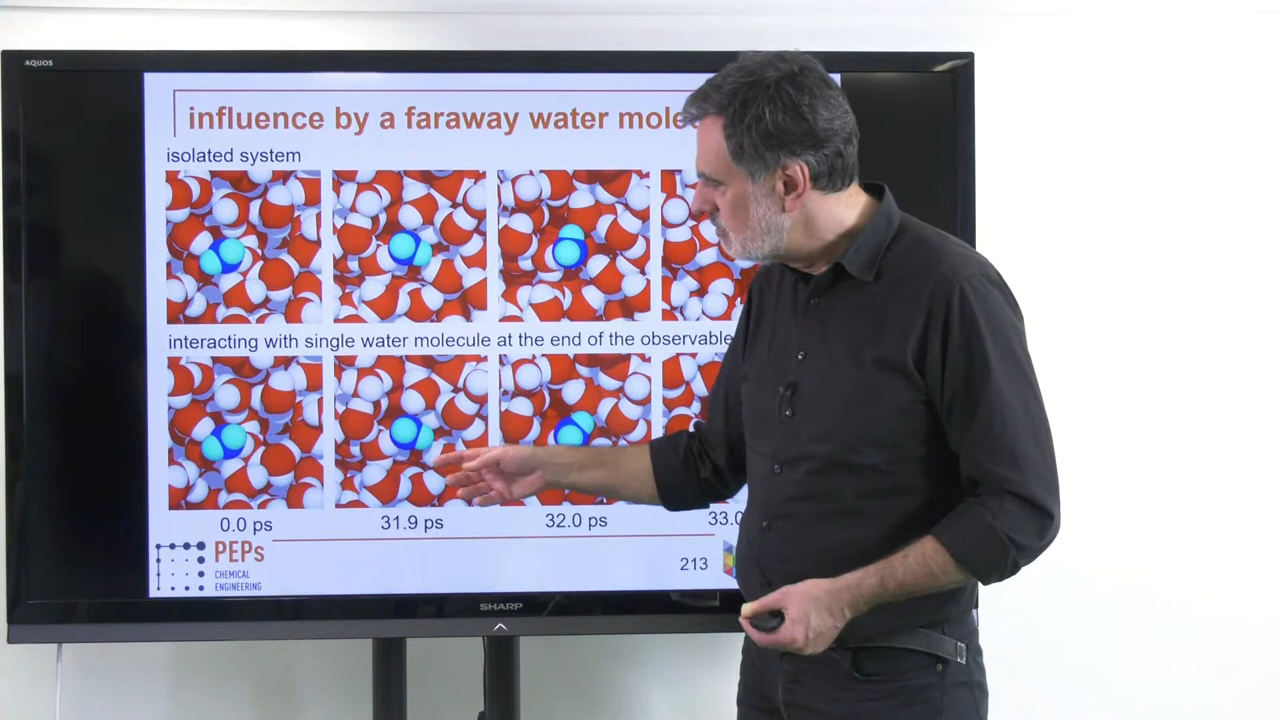 AQUOS
influence by a faraway water
isolated system
interacting with single water molecule at the end of the observable
0.0 ps
31.9 ps
32.0 ps
33.0
PEPs
CHEMICAL
ENGINEERING
213
SHARP